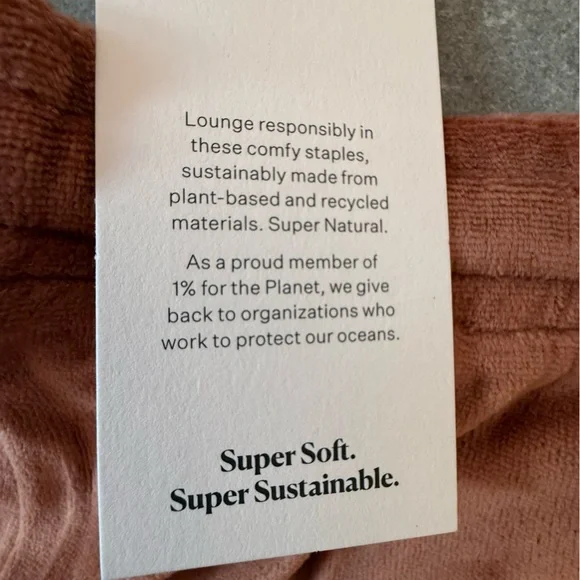 Lounge responsibly in
these comfy staples,
sustainably made from
plant-based and recycled
materials. Super Natural.
As a proud member of
1% for the Planet, we give
back to organizations who
work to protect our oceans.
Super Soft.
Super Sustainable.